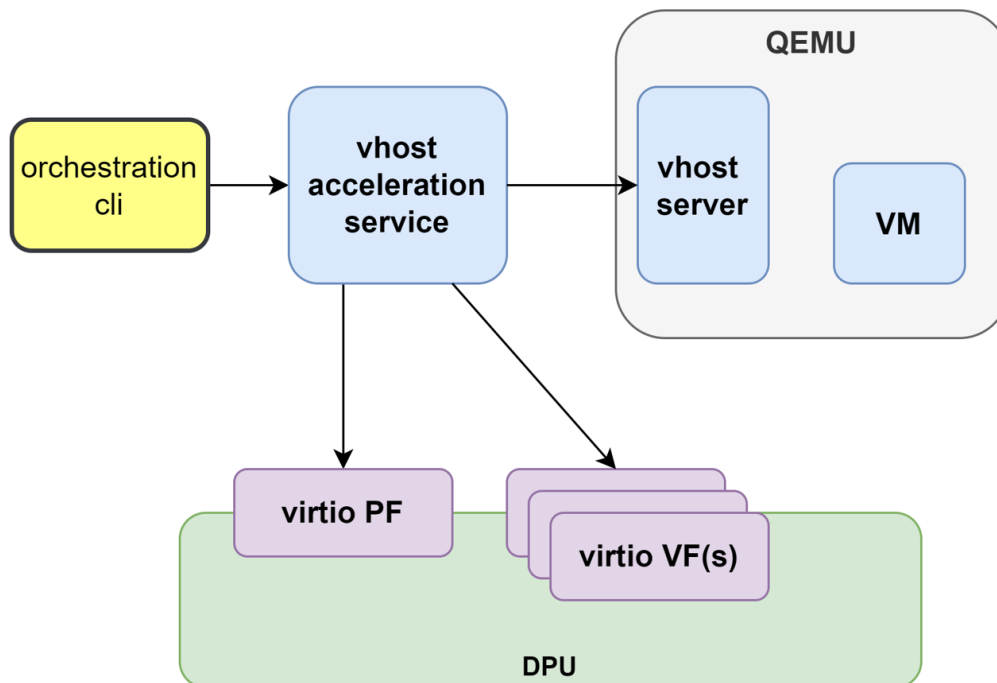 QEMU
orchestration
cli
vhost
acceleration
service
vhost
server
VM
virtio PF
virtio VF(s)
DPU